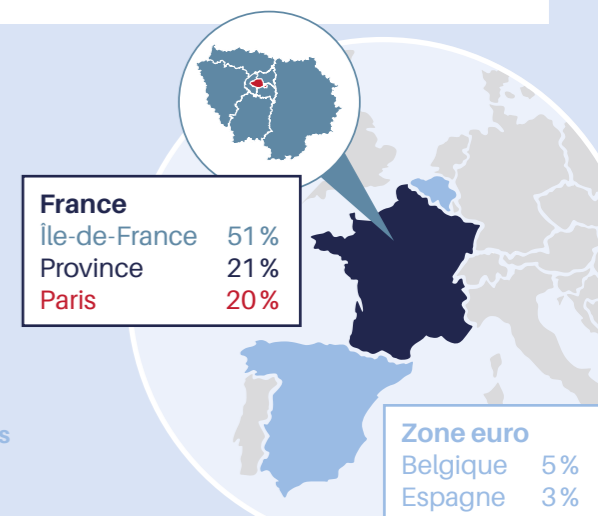 France
Île-de-France 51 %
Province 21 %
Paris 20 %
s
Zone euro
Belgique 5 %
Espagne 3 %